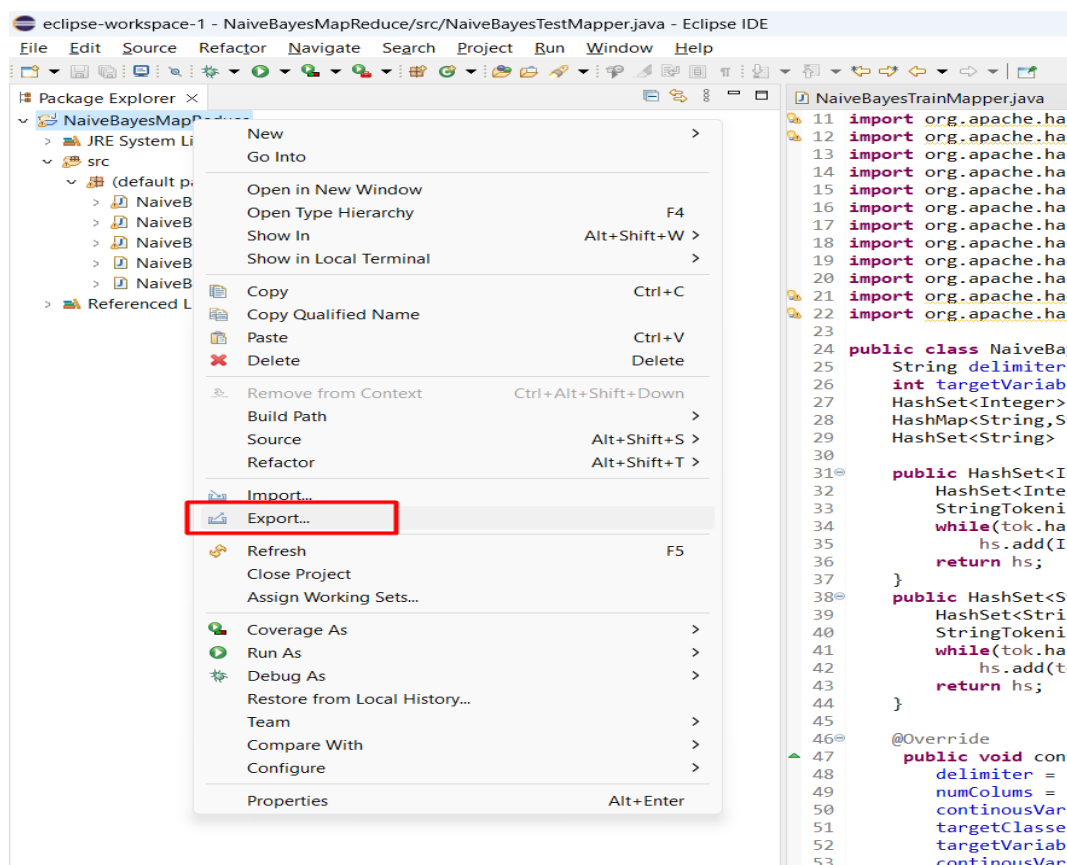 eclipse-workspace-1 - NaiveBayesMapReduce/src/NaiveBayesTestMapper.java - Eclipse IDE
File Edit Source Refactor Navigate Search Project Run Window Help
Package Explorer
NaiveBayesMapReduce
JRE System Li
src
(default pa
NaiveB
NaiveB
NaiveB
NaiveB
NaiveB
Referenced L
New
Go Into
Open in New Window
Open Type Hierarchy F4
Show In Alt+Shift+W >
Show in Local Terminal
Copy Ctrl+C
Copy Qualified Name
Paste Ctrl+V
Delete Delete
Remove from Context Ctrl+Alt+Shift+Down
Build Path
Source Alt+Shift+S >
Refactor Alt+Shift+T >
Import...
Export...
Refresh F5
Close Project
Assign Working Sets...
Coverage As
Run As
Debug As
Restore from Local History...
Team
Compare With
Configure
Properties Alt+Enter
NaiveBayesTrainMapper.java
11 import org.apache.ha
12 import org.apache.ha
13 import org.apache.ha
14 import org.apache.ha
15 import org.apache.ha
16 import org.apache.ha
17 import org.apache.ha
18 import org.apache.ha
19 import org.apache.ha
20 import org.apache.ha
21 import org.apache.ha
22 import org.apache.ha
23
24 public class NaiveBay
25 String delimiter
26 int targetVariab
27 HashSet<Integer>
28 HashMap<String,S
29 HashSet<String>
30
31 public HashSet<I
32 HashSet<Inte
33 StringTokeni
34 while(tok.ha
35 hs.add(I
36 return hs;
37 }
38 public HashSet<S
39 HashSet<Stri
40 StringTokeni
41 while(tok.ha
42 hs.add(t
43 return hs;
44 }
45
46 @Override
47 public void con
48 delimiter =
49 numColums =
50 continousVar
51 targetClasse
52 targetVariab
53 continousVar